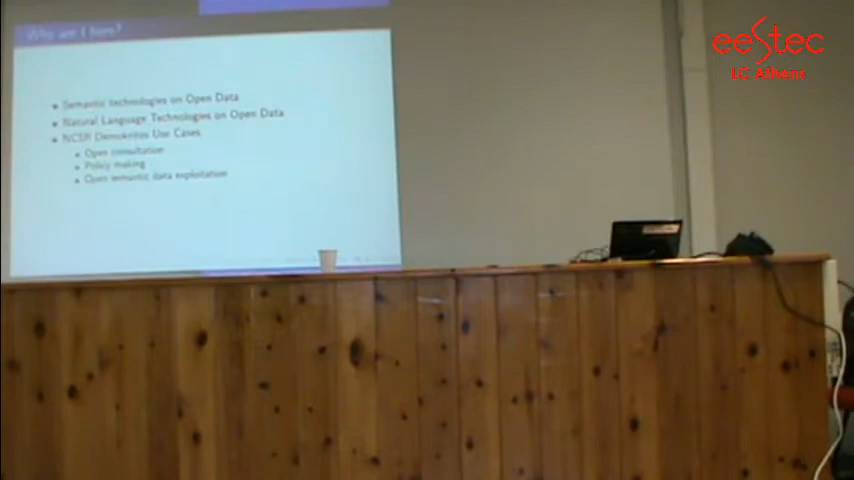 Why am I here?
eeStec
LC Athens
Semantic technologies on Open Data
Natural Language Technologies on Open Data
NCSR Demokritos Use Cases
Open consultation
Policy making
Open semantic data exploitation